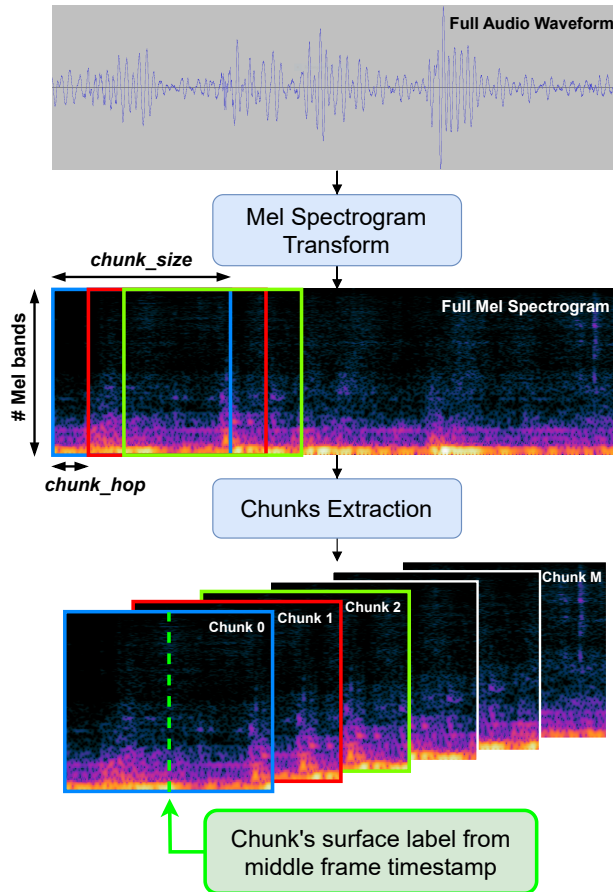 Full Audio Waveform
Mel Spectrogram
Transform
chunk_size
Full Mel Spectrogram
# Mel bands
chunk_hop
Chunks Extraction
Chunk M
Chunk 2
Chunk 1
Chunk 0
Chunk's surface label from
middle frame timestamp